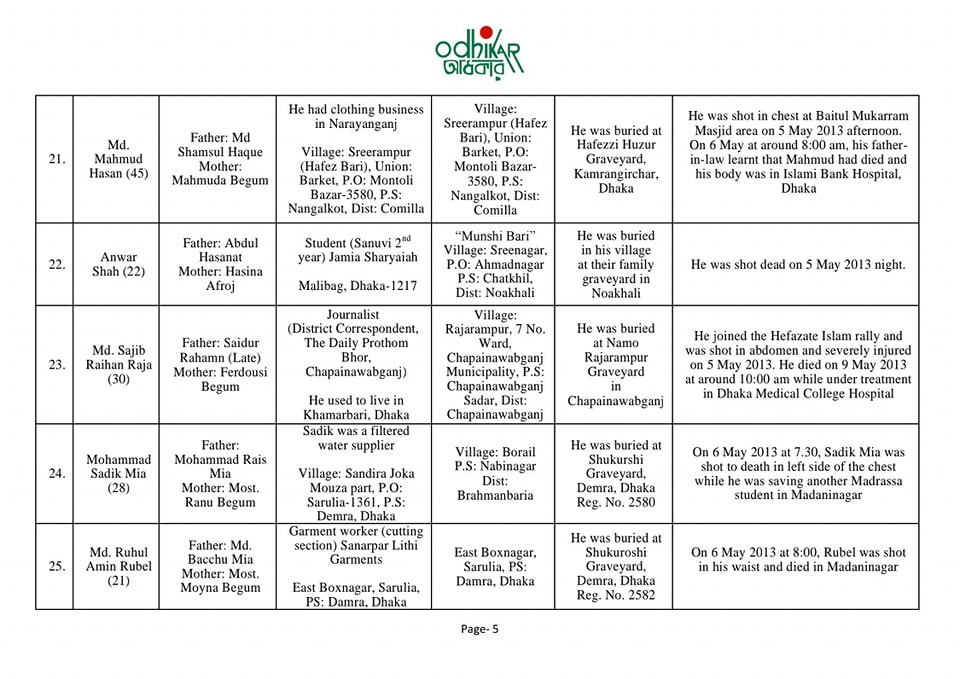 OdhiKAR
অধিকার
21.
Md.
Mahmud
Hasan (45)
Father: Md
Shamsul Haque
Mother:
Mahmuda Begum
He had clothing business
in Narayanganj
Village: Sreerampur
(Hafez Bari), Union:
Barket, P.O: Montoli
Bazar-3580, P.S:
Nangalkot, Dist: Comilla
Village:
Sreerampur (Hafez
Bari), Union:
Barket, P.O:
Montoli Bazar-
3580, P.S:
Nangalkot, Dist:
Comilla
He was buried at
Hafezzi Huzur
Graveyard,
Kamrangirchar,
Dhaka
He was shot in chest at Baitul Mukarram
Masjid area on 5 May 2013 afternoon.
On 6 May at around 8:00 am, his father-
in-law learnt that Mahmud had died and
his body was in Islami Bank Hospital,
Dhaka
22.
Anwar
Shah (22)
Father: Abdul
Hasanat
Mother: Hasina
Afroj
Student (Sanuvi 2nd
year) Jamia Sharyaiah
Malibag, Dhaka-1217
“Munshi Bari”
Village: Sreenagar,
P.O: Ahmadnagar
P.S: Chatkhil,
Dist: Noakhali
He was buried
in his village
at their family
graveyard in
Noakhali
He was shot dead on 5 May 2013 night.
23.
Md. Sajib
Raihan Raja
(30)
Father: Saidur
Rahamn (Late)
Mother: Ferdousi
Begum
Journalist
(District Correspondent,
The Daily Prothom
Bhor,
Chapainawabganj)
He used to live in
Khamarbari, Dhaka
Village:
Rajarampur, 7 No.
Ward,
Chapainawabganj
Municipality, P.S:
Chapainawabganj
Sadar, Dist:
Chapainawabganj
He was buried
at Namo
Rajarampur
Graveyard
in
Chapainawabganj
He joined the Hefazate Islam rally and
was shot in abdomen and severely injured
on 5 May 2013. He died on 9 May 2013
at around 10:00 am while under treatment
in Dhaka Medical College Hospital
24.
Mohammad
Sadik Mia
(28)
Father:
Mohammad Rais
Mia
Mother: Most.
Ranu Begum
Sadik was a filtered
water supplier
Village: Sandira Joka
Mouza part, P.O:
Sarulia-1361, P.S:
Demra, Dhaka
Village: Borail
P.S: Nabinagar
Dist:
Brahmanbaria
He was buried at
Shukurshi
Graveyard,
Demra, Dhaka
Reg. No. 2580
On 6 May 2013 at 7.30, Sadik Mia was
shot to death in left side of the chest
while he was saving another Madrassa
student in Madaninagar
25.
Md. Ruhul
Amin Rubel
(21)
Father: Md.
Bacchu Mia
Mother: Most.
Moyna Begum
Garment worker (cutting
section) Sanarpar Lithi
Garments
East Boxnagar, Sarulia,
PS: Damra, Dhaka
East Boxnagar,
Sarulia, PS:
Damra, Dhaka
He was buried at
Shukuroshi
Graveyard,
Demra, Dhaka
Reg. No. 2582
On 6 May 2013 at 8:00, Rubel was shot
in his waist and died in Madaninagar
Page- 5